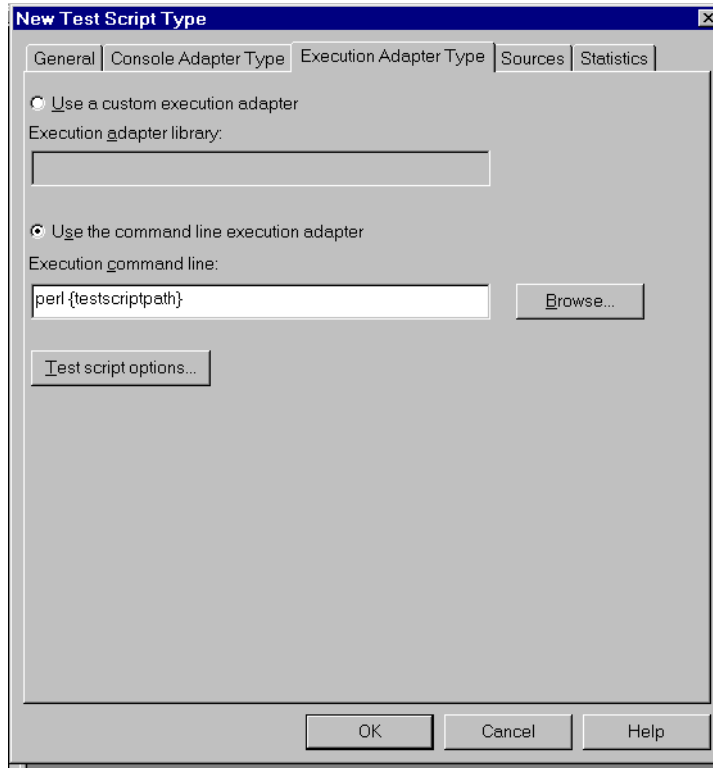 New Test Script Type
General Console Adapter Type Execution Adapter Type Sources Statistics
Use a custom execution adapter
Execution adapter library:
Use the command line execution adapter
Execution command line:
perl {testscriptpath}
Browse...
Test script options...
OK Cancel Help